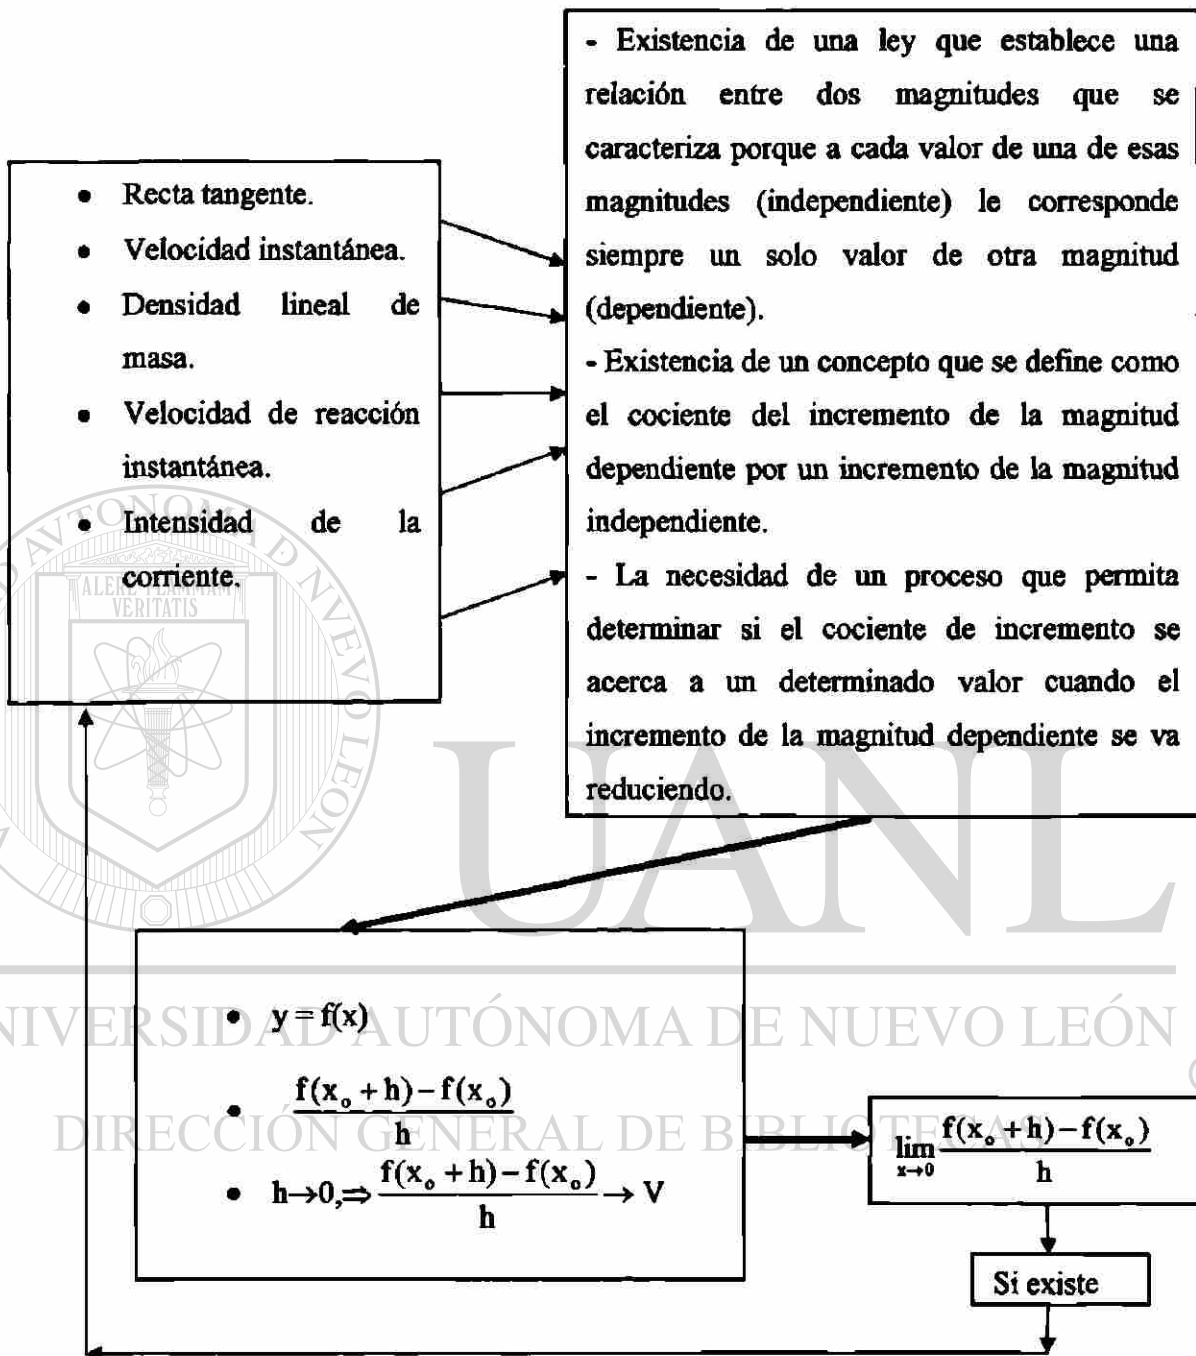 - Existencia de una ley que establece una
relación entre dos magnitudes que se
caracteriza porque a cada valor de una de esas
magnitudes (independiente) le corresponde
siempre un solo valor de otra magnitud
(dependiente).
- Existencia de un concepto que se define como
el cociente del incremento de la magnitud
dependiente por un incremento de la magnitud
independiente.
- La necesidad de un proceso que permita
determinar si el cociente de incremento se
acerca a un determinado valor cuando el
incremento de la magnitud dependiente se va
reduciendo.
• Recta tangente.
• Velocidad instantánea.
• Densidad lineal de
masa.
• Velocidad de reacción
instantánea.
• Intensidad de la
corriente.
ALERE FLAMMAM
VERITATIS
UANL
NIVERSIDAD AUTÓNOMA DE NUEVO LEÓN
DIRECCIÓN GENERAL DE BIBLIOTECAS
• y = f(x)
• f(x₀ + h) – f(x₀) / h
• h→0,⇒ f(x₀ + h) – f(x₀) / h → V
lim x→0 f(x₀ + h) – f(x₀) / h
Si existe